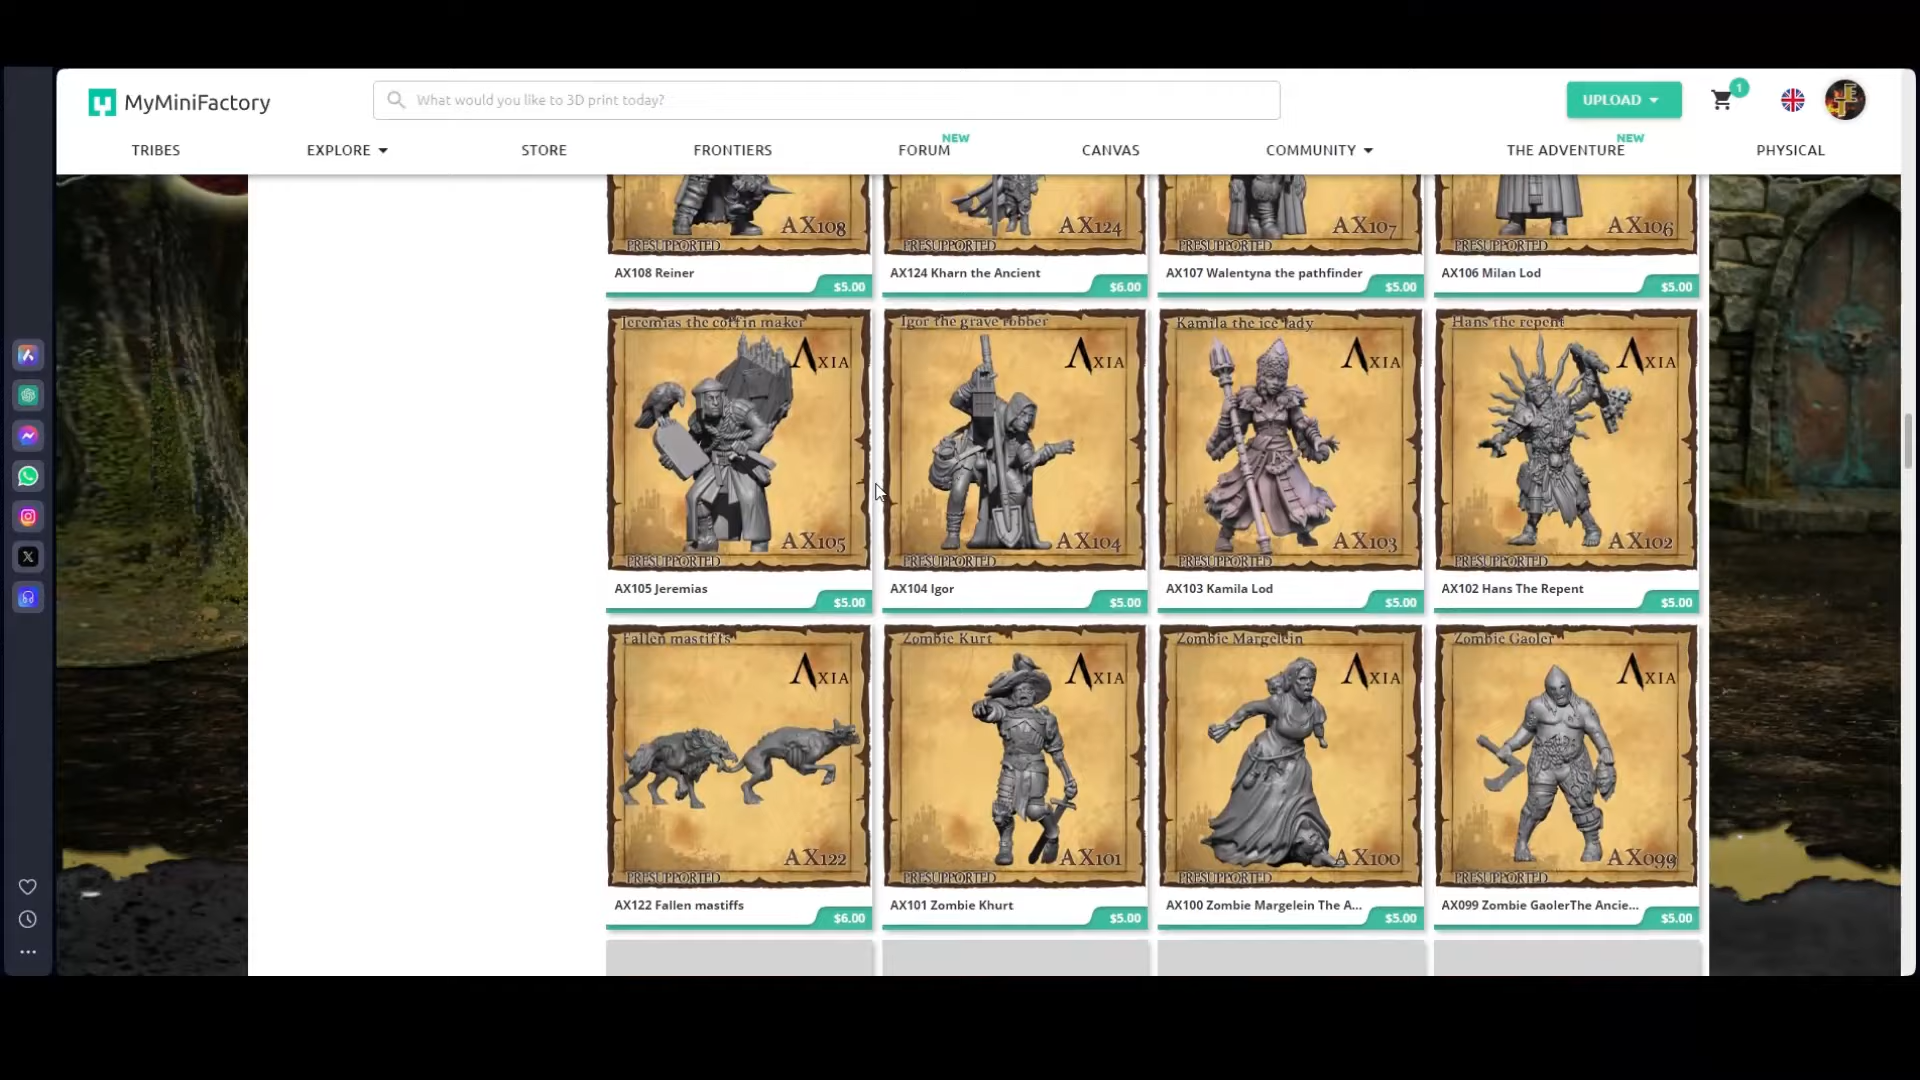 MyMiniFactory
What would you like to 3D print today?
UPLOAD
1
TRIBES
EXPLORE
STORE
FRONTIERS
FORUM
NEW
CANVAS
COMMUNITY
THE ADVENTURE
NEW
PHYSICAL
AX108
PRESUPPORTED
AX108 Reiner
$5.00
AX124
PRESUPPORTED
AX124 Kharn the Ancient
$6.00
AX107
PRESUPPORTED
AX107 Walentyna the pathfinder
$5.00
AX106
PRESUPPORTED
AX106 Milan Lod
$5.00
Jeremias the coffin maker
AXIA
AX105
PRESUPPORTED
AX105 Jeremias
$5.00
Igor the grave robber
AXIA
AX104
PRESUPPORTED
AX104 Igor
$5.00
Kamila the ice lady
AXIA
AX103
PRESUPPORTED
AX103 Kamila Lod
$5.00
Hans the repent
AXIA
AX102
PRESUPPORTED
AX102 Hans The Repent
$5.00
Fallen mastiffs
AXIA
AX122
PRESUPPORTED
AX122 Fallen mastiffs
$6.00
Zombie Kurt
AXIA
AX101
PRESUPPORTED
AX101 Zombie Khurt
$5.00
Zombie Margelein
AXIA
AX100
PRESUPPORTED
AX100 Zombie Margelein The A...
$5.00
Zombie Gaoler
AXIA
AX099
PRESUPPORTED
AX099 Zombie GaolerThe Ancie...
$5.00